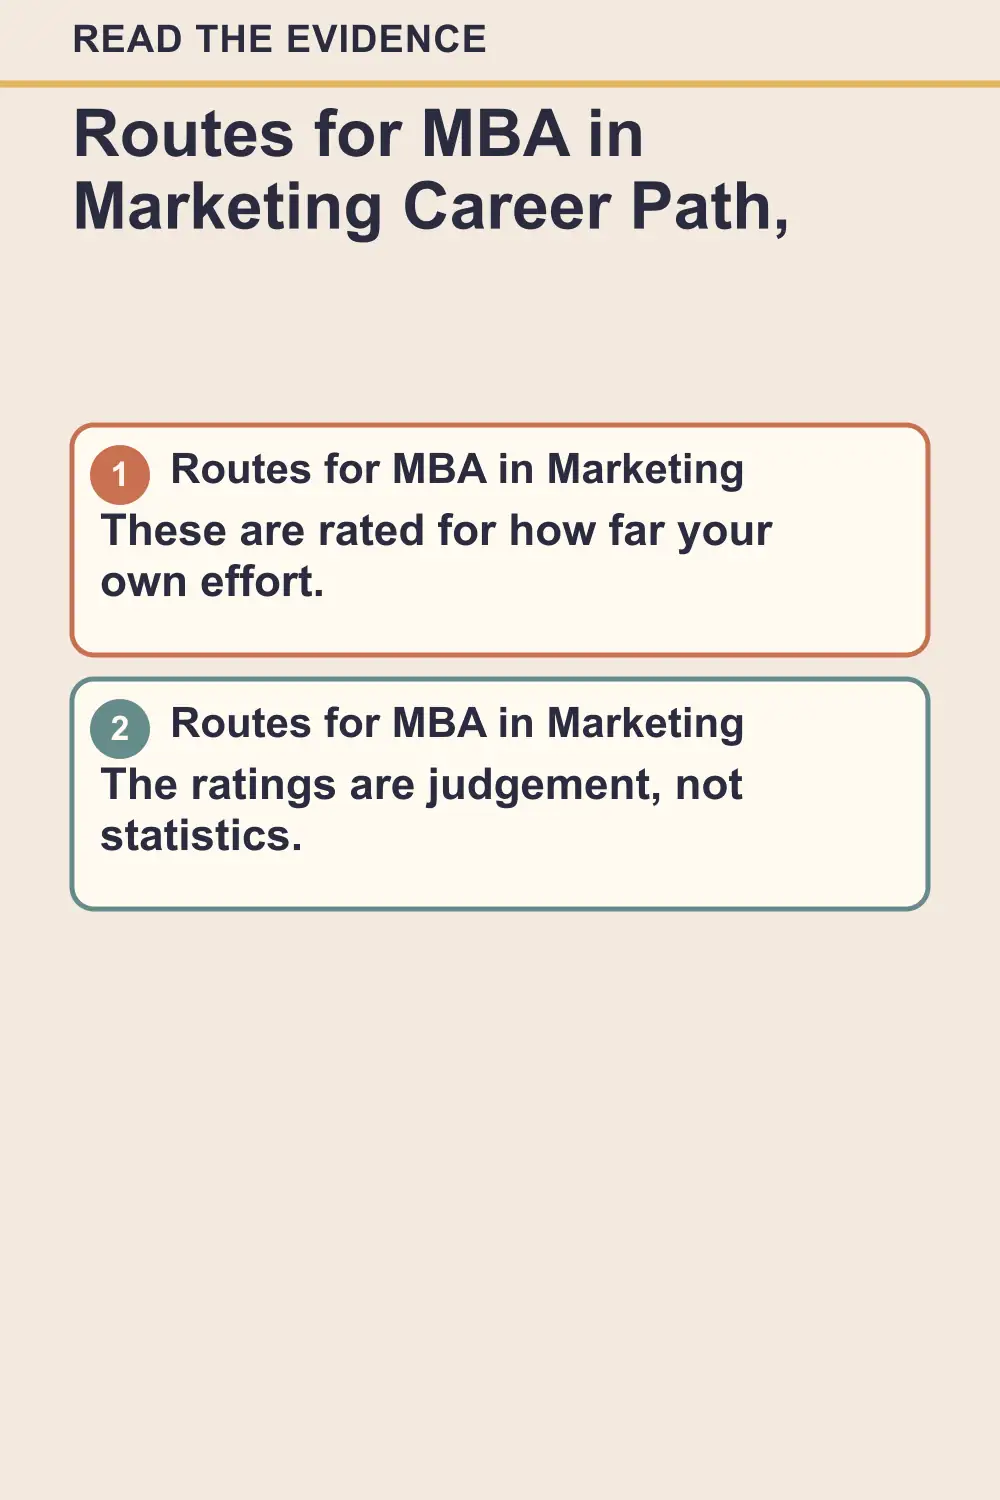 READ THE EVIDENCE
Routes for MBA in
Marketing Career Path,
1 Routes for MBA in Marketing
These are rated for how far your
own effort.
2 Routes for MBA in Marketing
The ratings are judgement, not
statistics.